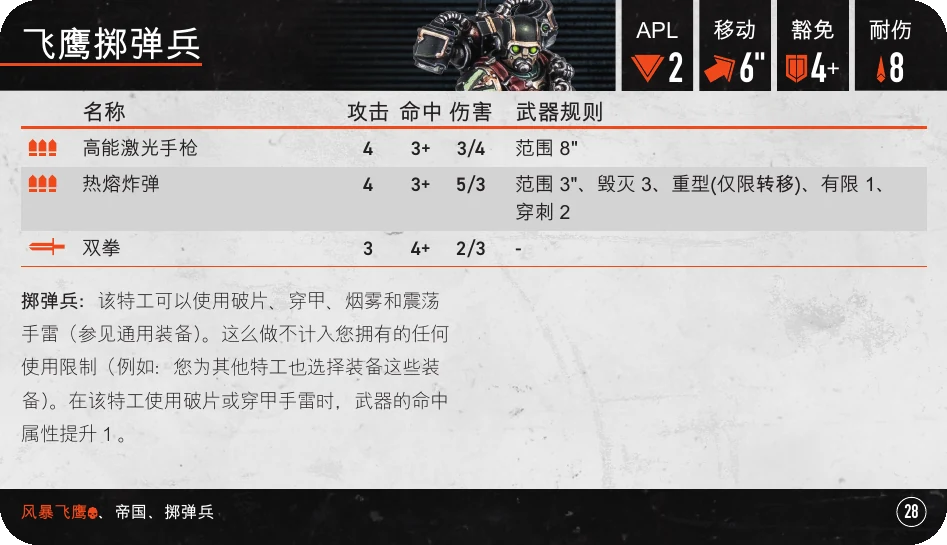 飞鹰掷弹兵
APL 移动 豁免 耐伤
2 6" 4+ 8
名称 攻击 命中 伤害 武器规则
高能激光手枪 4 3+ 3/4 范围 8"
热熔炸弹 4 3+ 5/3 范围 3"、毁灭 3、重型(仅限转移)、有限 1、
穿刺 2
双拳 3 4+ 2/3 -
掷弹兵：该特工可以使用破片、穿甲、烟雾和震荡
手雷（参见通用装备）。这么做不计入您拥有的任何
使用限制（例如：您为其他特工也选择装备这些装
备）。在该特工使用破片或穿甲手雷时，武器的命中
属性提升 1。
风暴飞鹰、帝国、掷弹兵
28